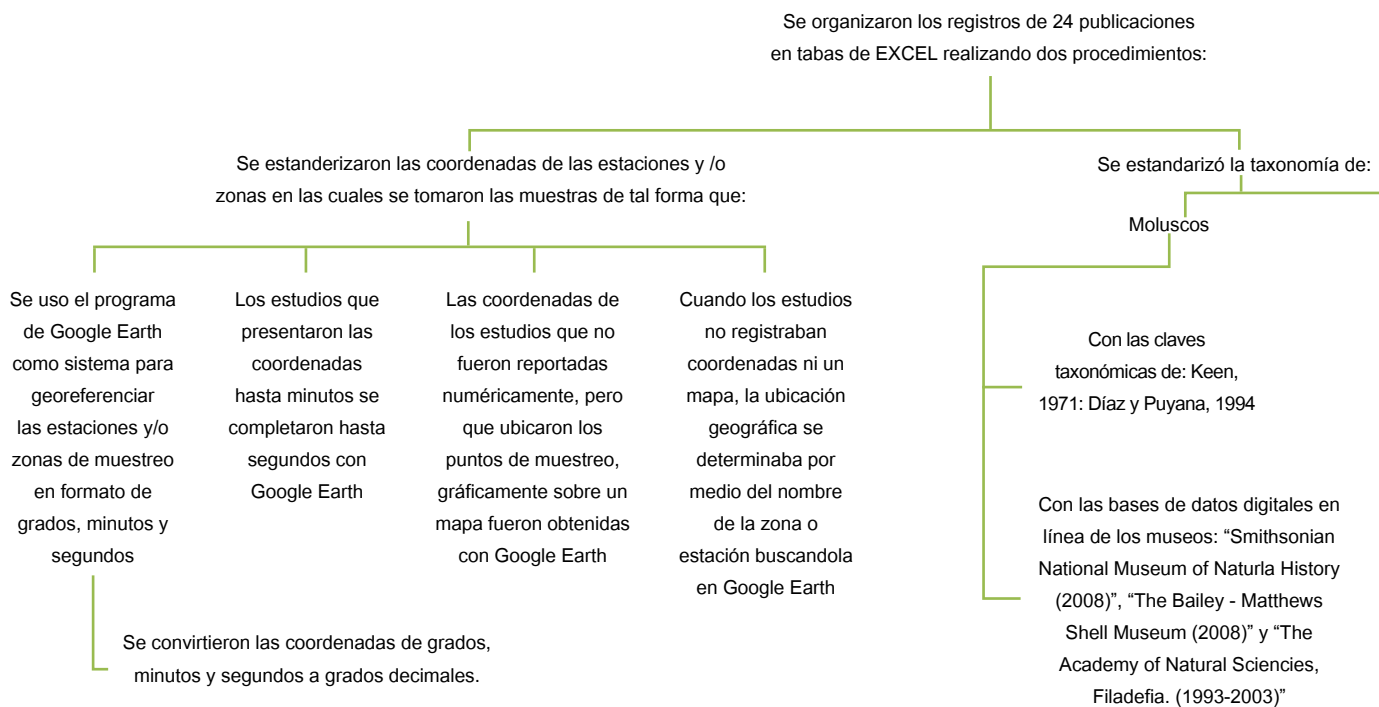 Se organizaron los registros de 24 publicaciones
en tabas de EXCEL realizando dos procedimientos:
Se estanderizaron las coordenadas de las estaciones y /o
zonas en las cuales se tomaron las muestras de tal forma que:
Se uso el programa
de Google Earth
como sistema para
georeferenciar
las estaciones y/o
zonas de muestreo
en formato de
grados, minutos y
segundos
Se convirtieron las coordenadas de grados,
minutos y segundos a grados decimales.
Los estudios que
presentaron las
coordenadas
hasta minutos se
completaron hasta
segundos con
Google Earth
Las coordenadas de
los estudios que no
fueron reportadas
numéricamente, pero
que ubicaron los
puntos de muestreo,
gráficamente sobre un
mapa fueron obtenidas
con Google Earth
Cuando los estudios
no registraban
coordenadas ni un
mapa, la ubicación
geográfica se
determinaba por
medio del nombre
de la zona o
estación buscandola
en Google Earth
Se estandarizó la taxonomía de:
Moluscos
Con las claves
taxonómicas de: Keen,
1971: Díaz y Puyana, 1994
Con las bases de datos digitales en
línea de los museos: “Smithsonian
National Museum of Naturla History
(2008)”, “The Bailey - Matthews
Shell Museum (2008)” y “The
Academy of Natural Sciencies,
Filadefia. (1993-2003)”